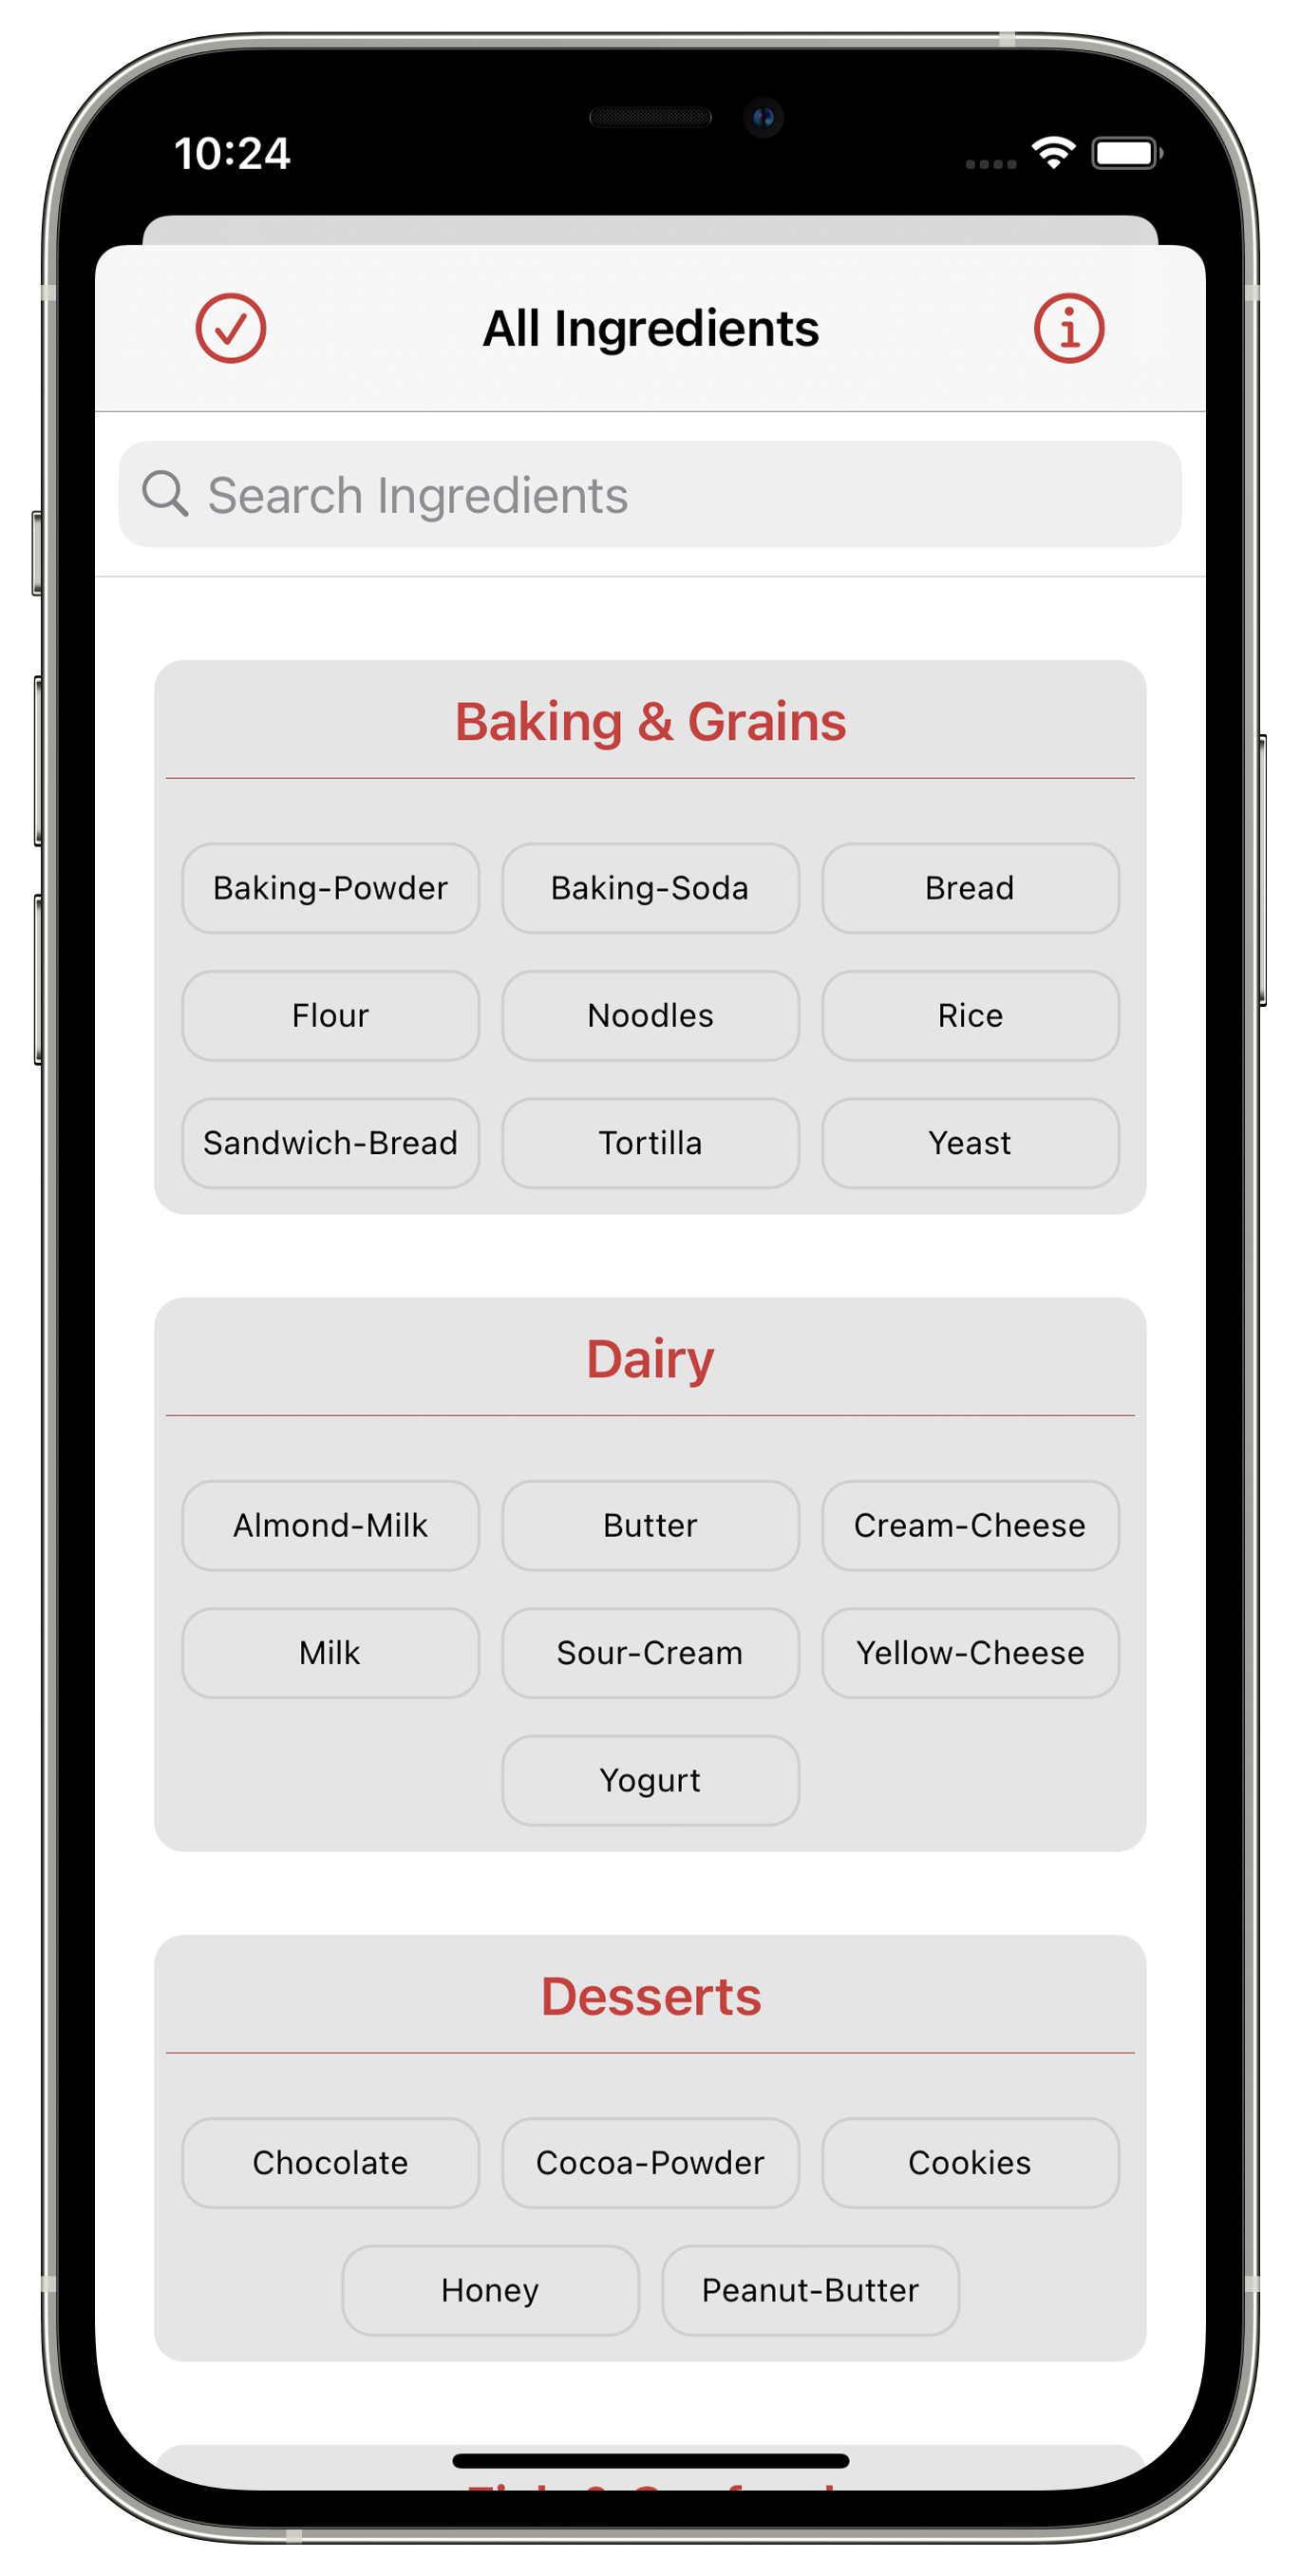 10:24
All Ingredients
Search Ingredients
Baking & Grains
Baking-Powder Baking-Soda Bread
Flour Noodles Rice
Sandwich-Bread Tortilla Yeast
Dairy
Almond-Milk Butter Cream-Cheese
Milk Sour-Cream Yellow-Cheese
Yogurt
Desserts
Chocolate Cocoa-Powder Cookies
Honey Peanut-Butter